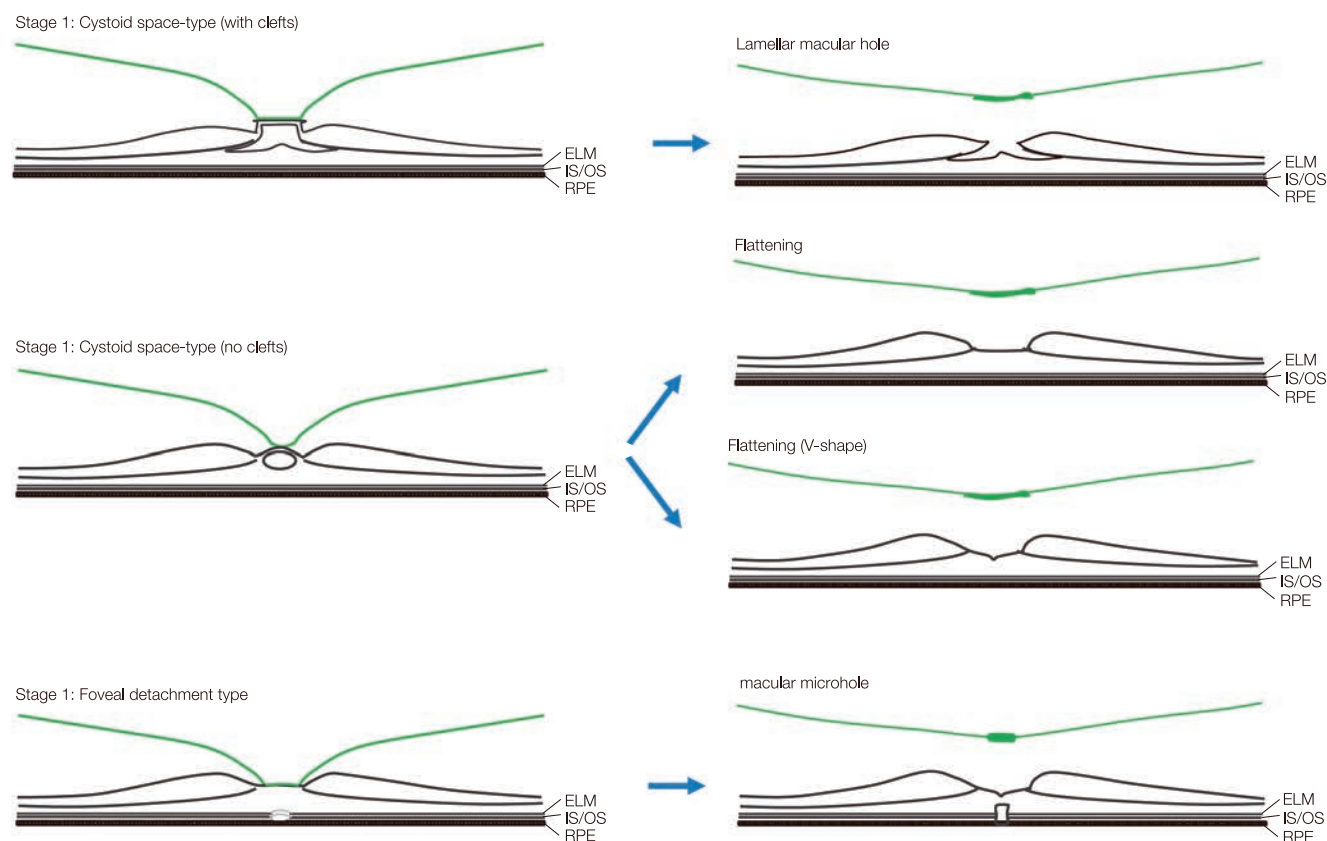 Stage 1: Cystoid space-type (with clefts)
ELM
IS/OS
RPE
Lamellar macular hole
ELM
IS/OS
RPE
Flattening
ELM
IS/OS
RPE
Stage 1: Cystoid space-type (no clefts)
ELM
IS/OS
RPE
Flattening (V-shape)
ELM
IS/OS
RPE
Stage 1: Foveal detachment type
ELM
IS/OS
RPE
macular microhole
ELM
IS/OS
RPE